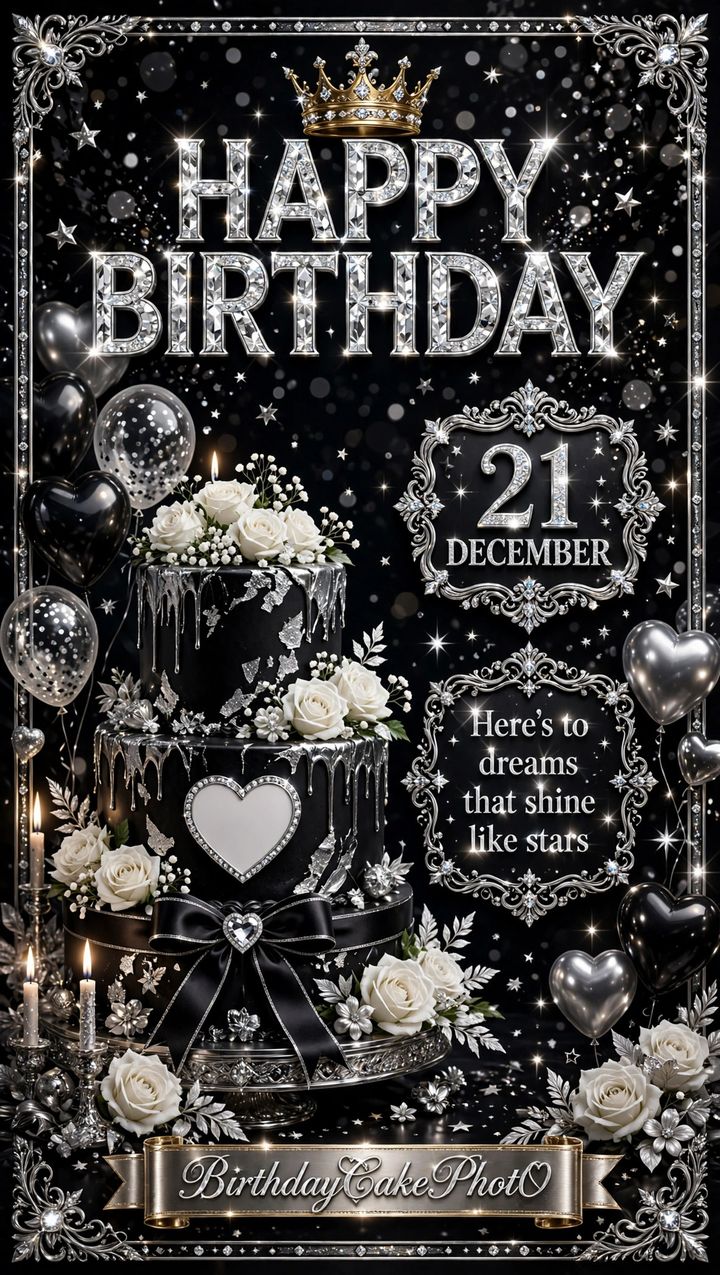 HAPPY
BIRTHDAY
21
DECEMBER
Here's to
dreams
that shine
like stars
BirthdayCakePhotO